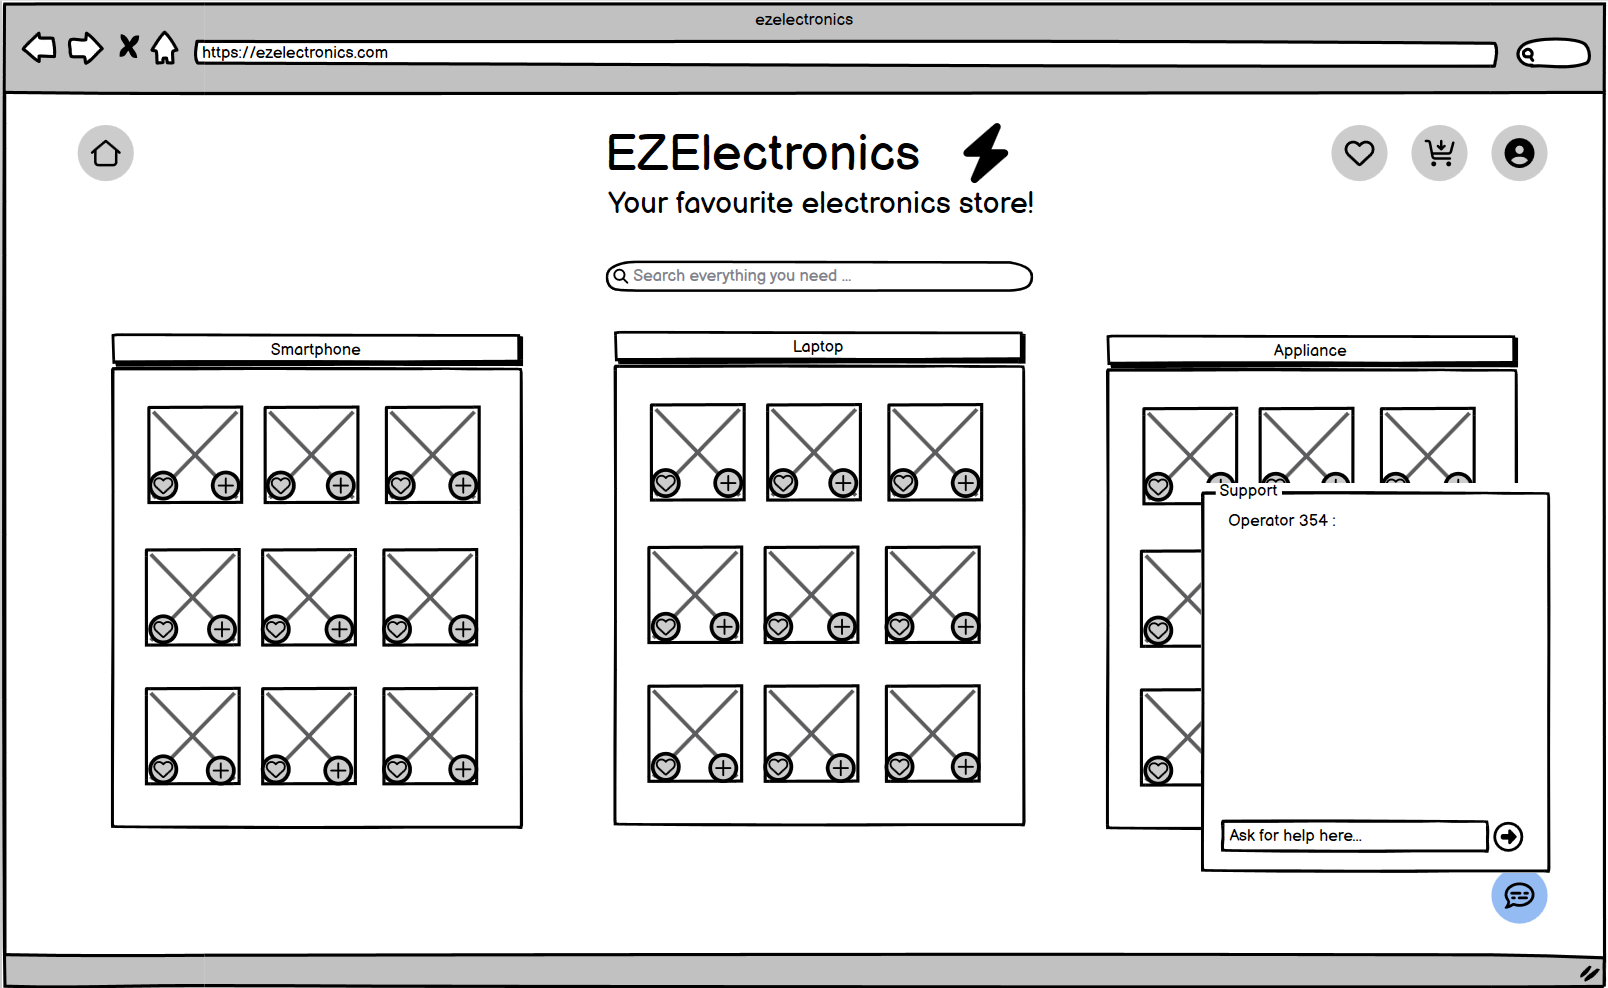 ezelectronics
https://ezelectronics.com
EZElectronics
Your favourite electronics store!
Search everything you need ...
Smartphone
Laptop
Appliance
Support
Operator 354 :
Ask for help here...